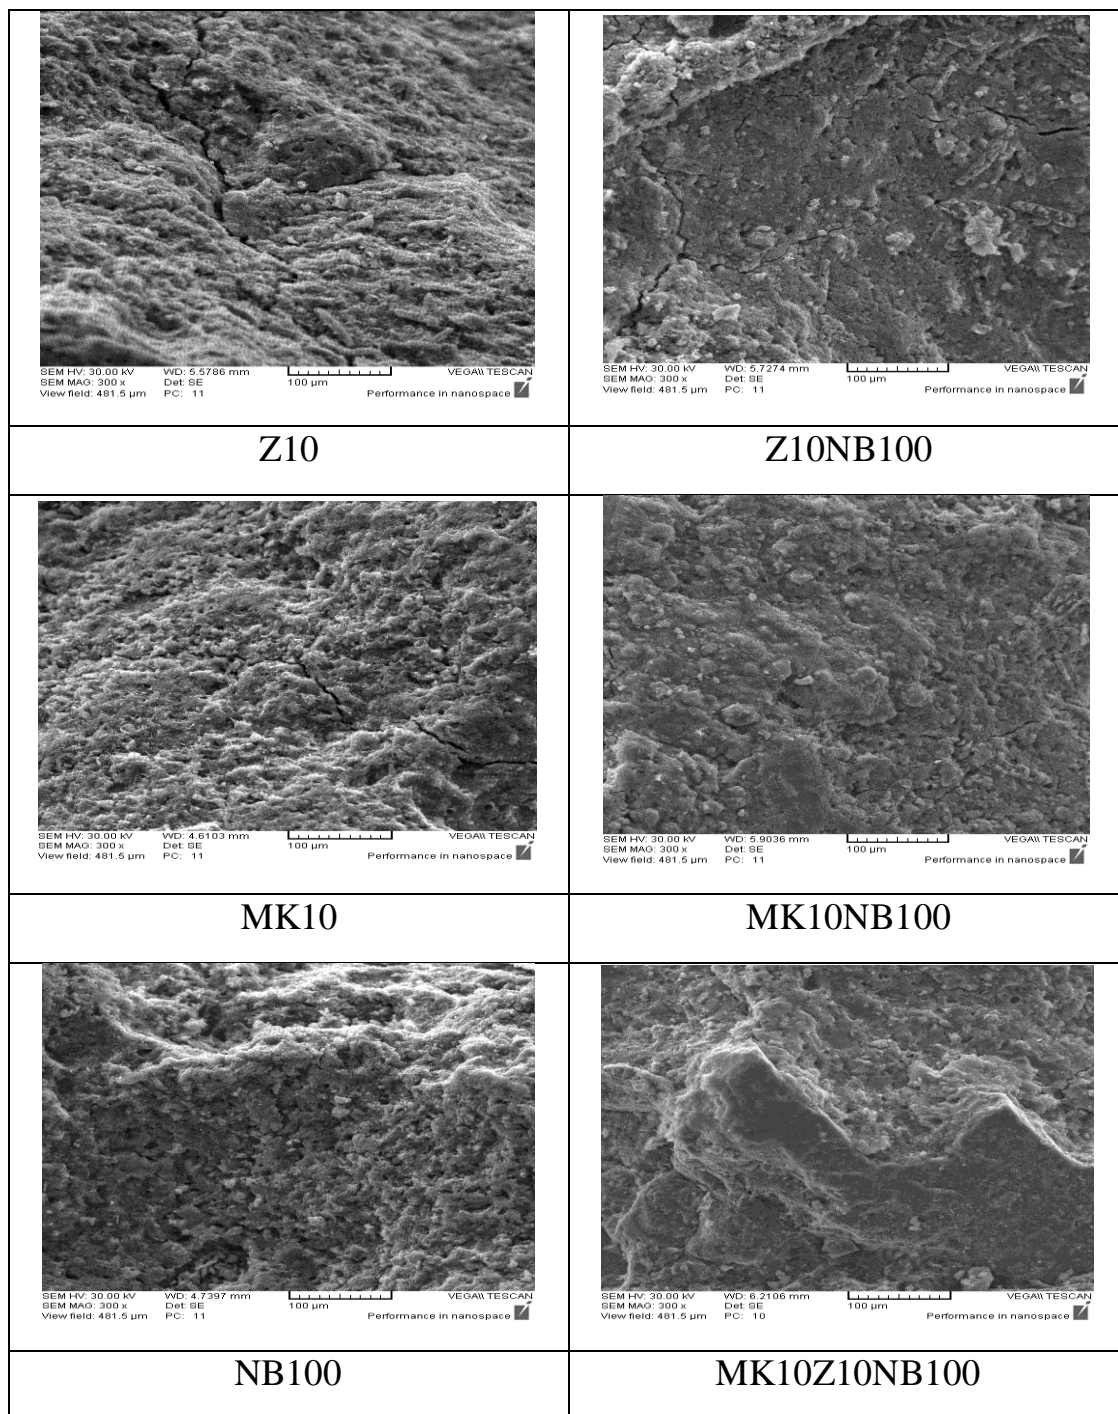 SEM HV: 30.00 kV WD: 5.5786 mm VEGA\\ TESCAN
SEM MAG: 300 x Det: SE 100 µm
View field: 481.5 µm PC: 11 Performance in nanospace
SEM HV: 30.00 kV WD: 5.7274 mm VEGA\\ TESCAN
SEM MAG: 300 x Det: SE 100 µm
View field: 481.5 µm PC: 11 Performance in nanospace
Z10 Z10NB100
SEM HV: 30.00 kV WD: 4.6103 mm VEGA\\ TESCAN
SEM MAG: 300 x Det: SE 100 µm
View field: 481.5 µm PC: 11 Performance in nanospace
SEM HV: 30.00 kV WD: 5.9036 mm VEGA\\ TESCAN
SEM MAG: 300 x Det: SE 100 µm
View field: 481.5 µm PC: 11 Performance in nanospace
MK10 MK10NB100
SEM HV: 30.00 kV WD: 4.7397 mm VEGA\\ TESCAN
SEM MAG: 300 x Det: SE 100 µm
View field: 481.5 µm PC: 11 Performance in nanospace
SEM HV: 30.00 kV WD: 6.2106 mm VEGA\\ TESCAN
SEM MAG: 300 x Det: SE 100 µm
View field: 481.5 µm PC: 10 Performance in nanospace
NB100 MK10Z10NB100